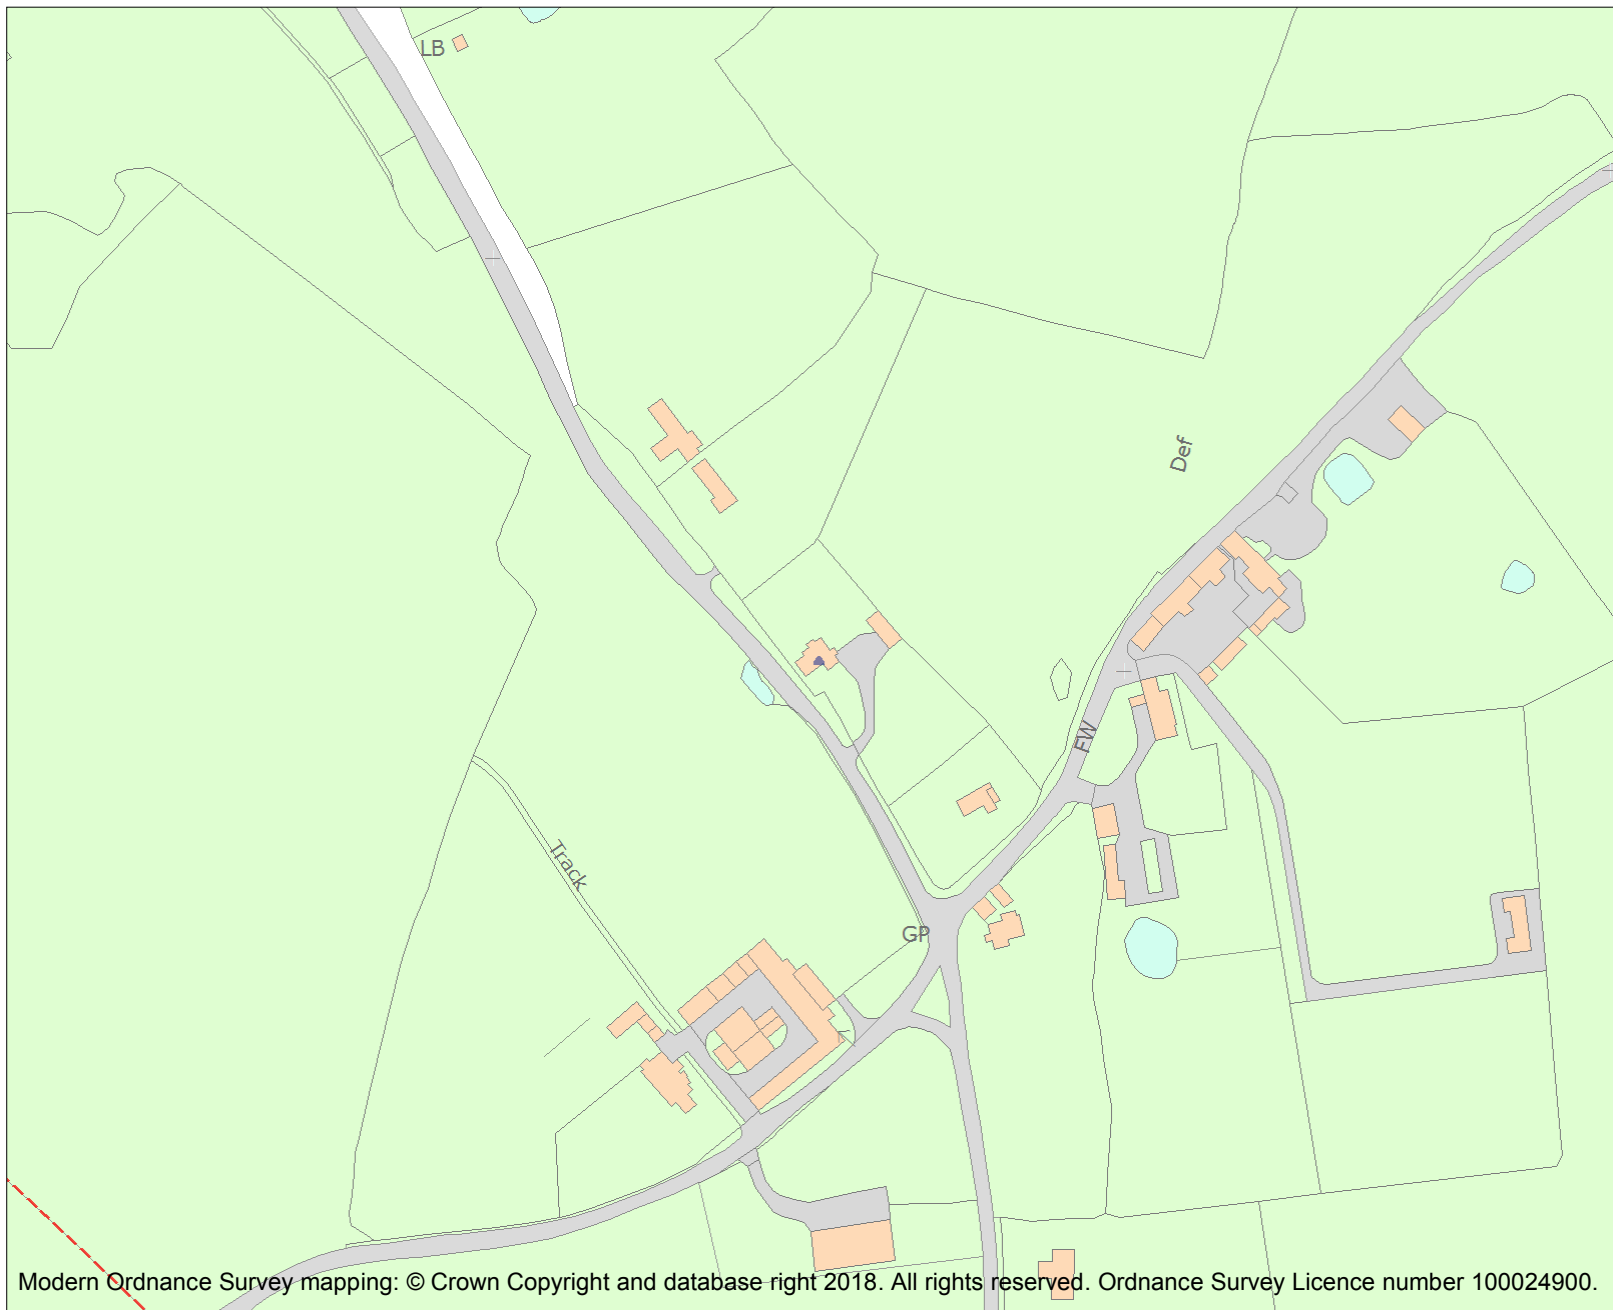 LB
Def
FW
Track
GP
Modern Ordnance Survey mapping: © Crown Copyright and database right 2018. All rights reserved. Ordnance Survey Licence number 100024900.